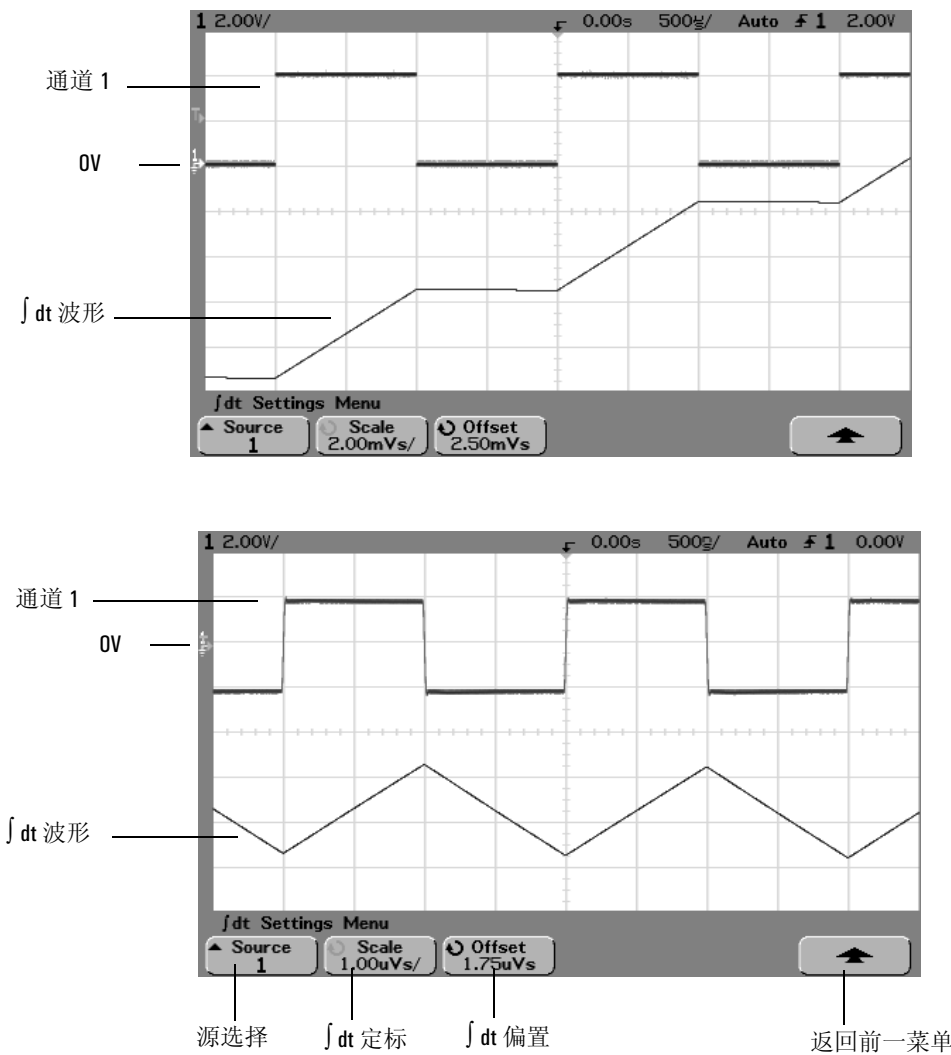 1 2.00V/ 0.00s 500㎲/ Auto 1 2.00V
通道 1
T
1
0V
∫ dt 波形
∫dt Settings Menu
Source
1
Scale
2.00mVs/
Offset
2.50mVs
1 2.00V/ 0.00s 500 Auto 1 0.00V
通道 1
0V
∫ dt 波形
∫dt Settings Menu
Source
1
Scale
1.00uVs/
Offset
1.75uVs
源选择
∫ dt 定标
∫ dt 偏置
返回前一菜单